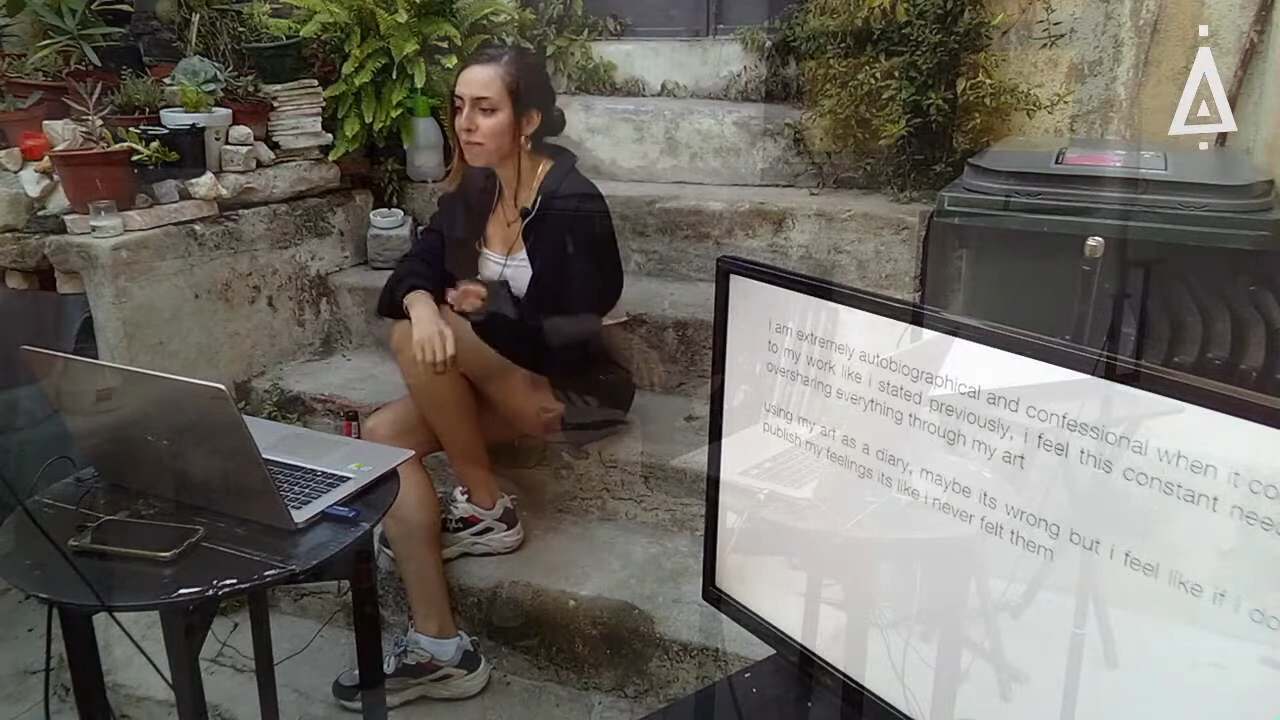 I am extremely autobiographical and confessional when it co
to my work like i stated previously, i feel this constant nee
oversharing everything through my art
using my art as a diary, maybe its wrong but i feel like if i do
publish my feelings its like i never felt them